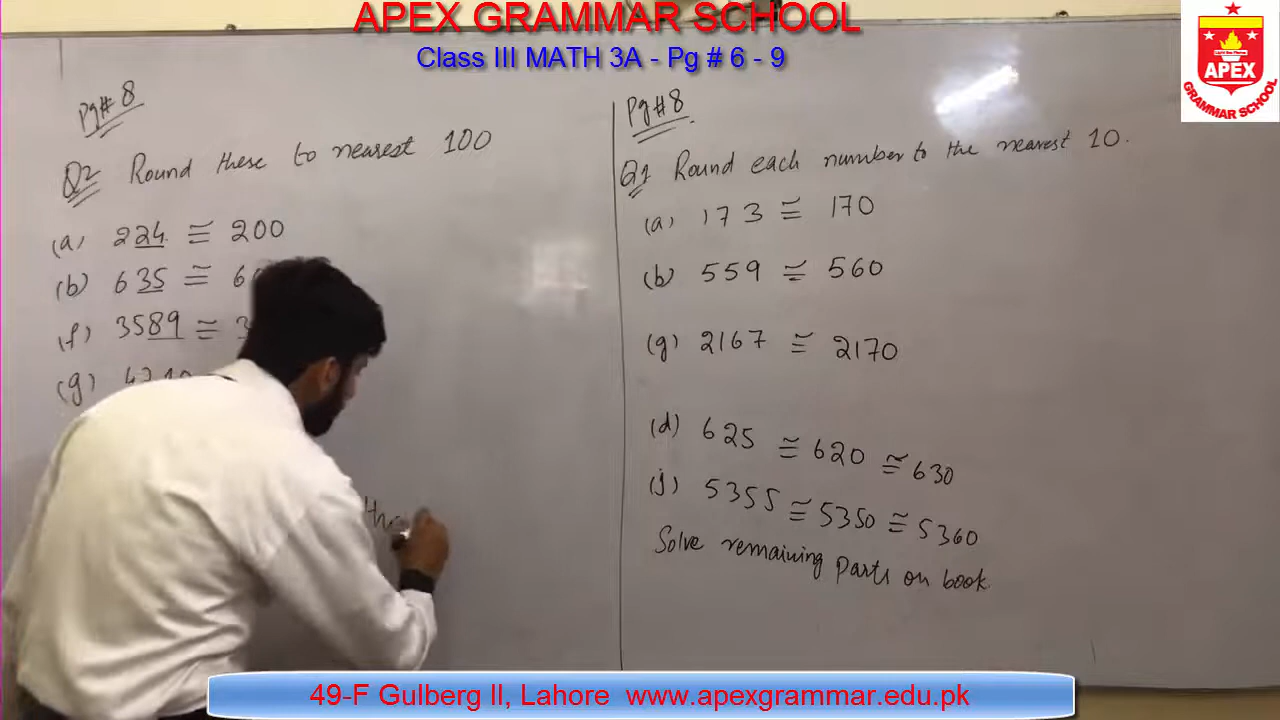 APEX GRAMMAR SCHOOL
Class III MATH 3A - Pg # 6 - 9
APEX
GRAMMAR SCHOOL
Pg# 8
Q2 Round these to nearest 100
(a) 224 ≅ 200
(b) 635 ≅ 6
(f) 3589 ≅ 3
(g)
Pg#8
Q1 Round each number to the nearest 10.
(a) 173 ≅ 170
(b) 559 ≅ 560
(g) 2167 ≅ 2170
(d) 625 ≅ 620 ≅ 630
(j) 5355 ≅ 5350 ≅ 5360
Solve remaining parts on book.
49-F Gulberg II, Lahore www.apexgrammar.edu.pk